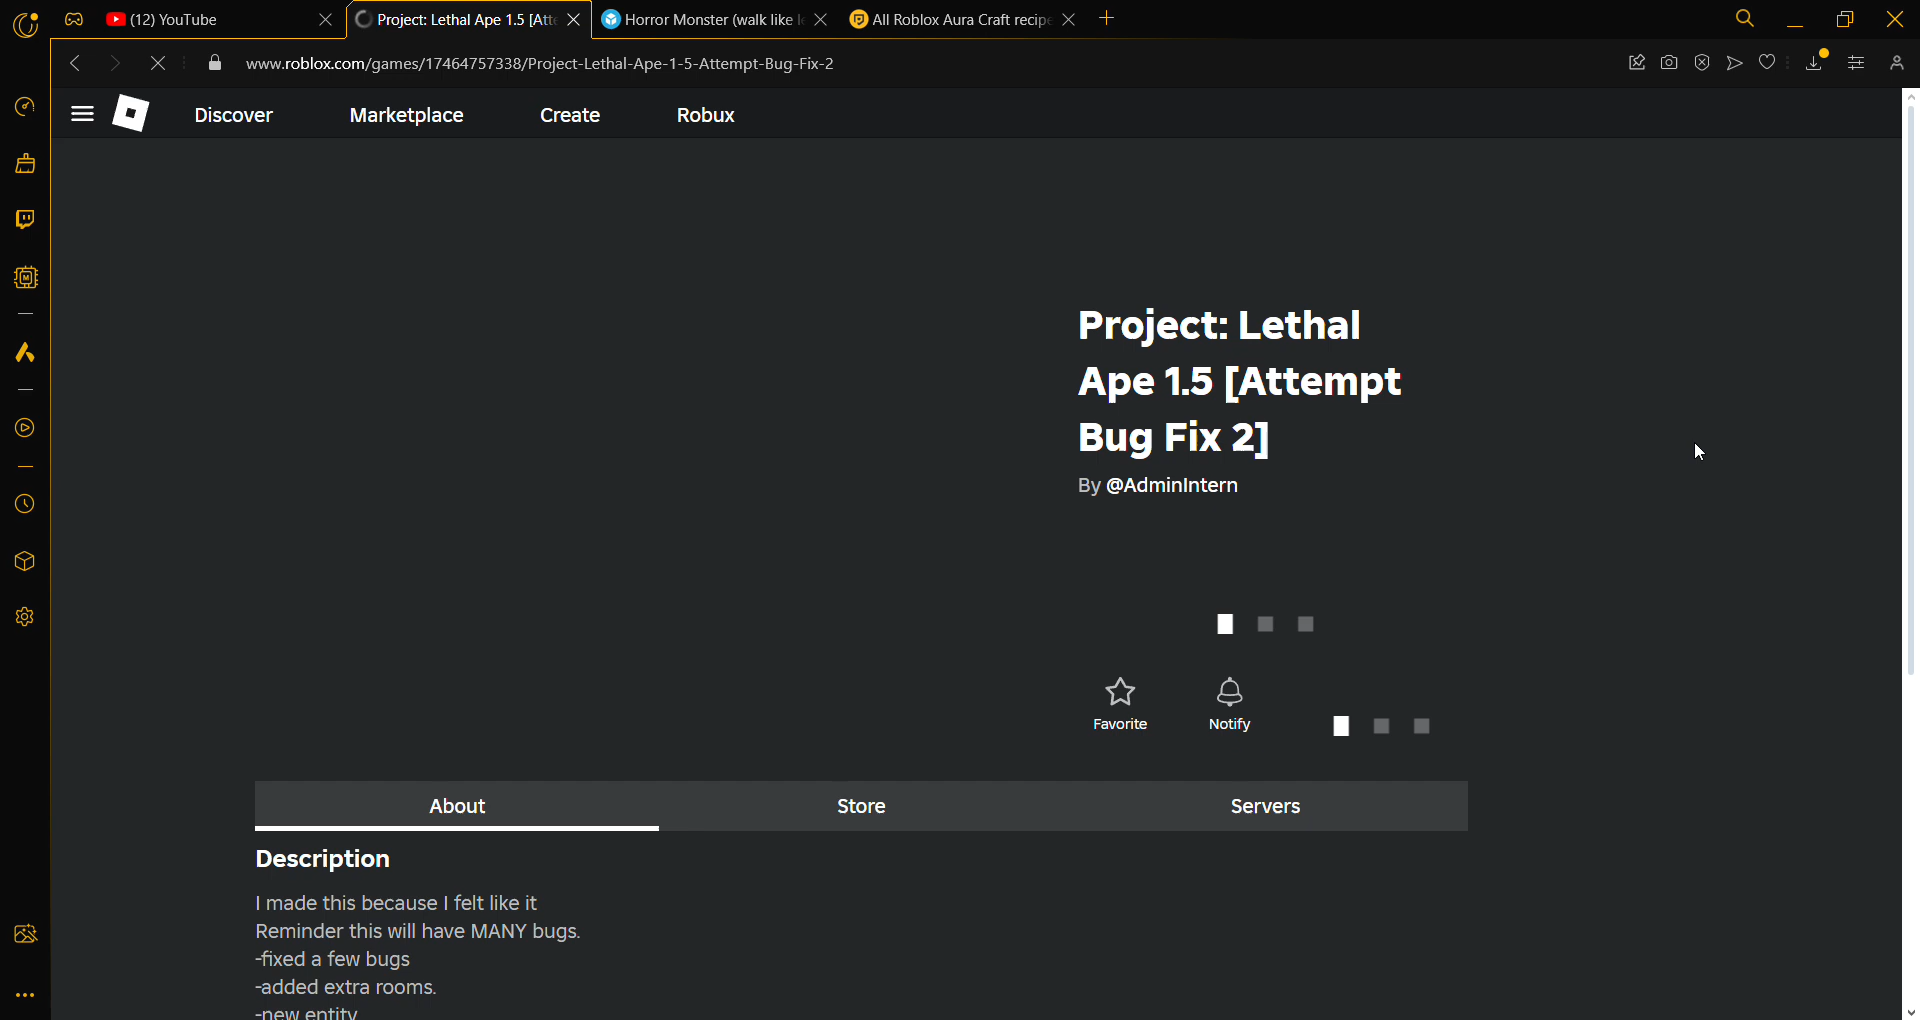 (12) YouTube
Project: Lethal Ape 1.5 [Att
Horror Monster (walk like
All Roblox Aura Craft recipe
www.roblox.com/games/17464757338/Project-Lethal-Ape-1-5-Attempt-Bug-Fix-2
Discover
Marketplace
Create
Robux
Project: Lethal
Ape 1.5 [Attempt
Bug Fix 2]
By @AdminIntern
Favorite
Notify
About
Store
Servers
Description
I made this because I felt like it
Reminder this will have MANY bugs.
-fixed a few bugs
-added extra rooms.
-new entity